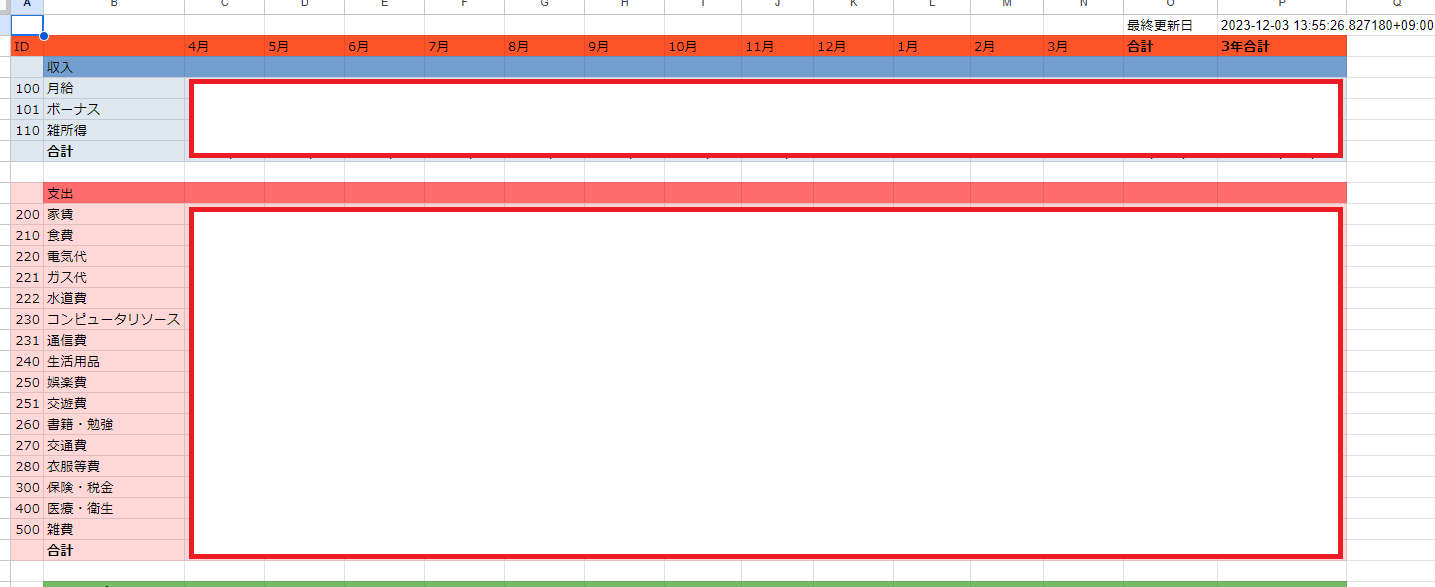 A B C D E F G H I J K L M N O P Q
最終更新日 2023-12-03 13:55:26.827180+09:00
ID 4月 5月 6月 7月 8月 9月 10月 11月 12月 1月 2月 3月 合計 3年合計
収入
100 月給
101 ボーナス
110 雑所得
合計
支出
200 家賃
210 食費
220 電気代
221 ガス代
222 水道費
230 コンピュータリソース
231 通信費
240 生活用品
250 娯楽費
251 交遊費
260 書籍・勉強
270 交通費
280 衣服等費
300 保険・税金
400 医療・衛生
500 雑費
合計